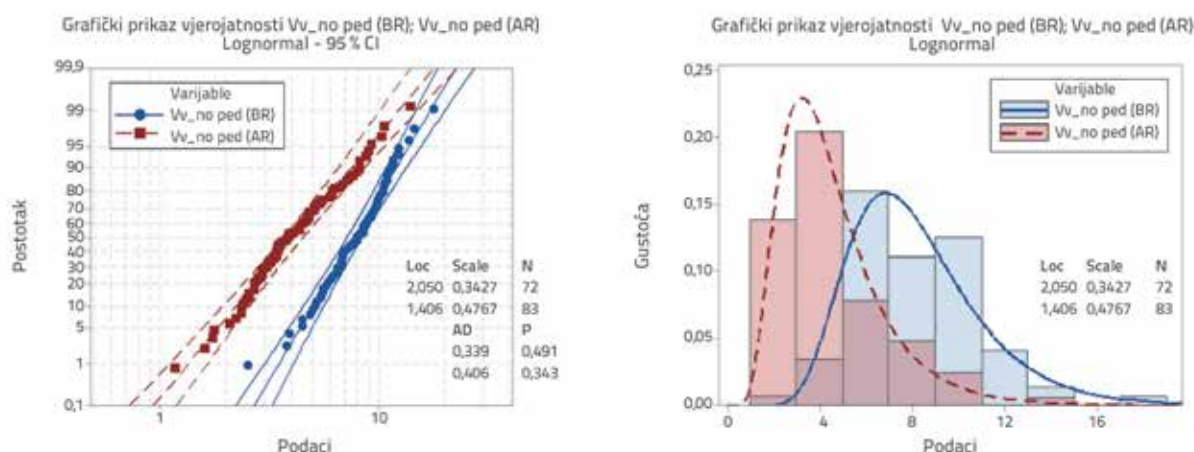 Grafički prikaz vjerojatnosti Vv_no ped (BR); Vv_no ped (AR)
Lognormal - 95 % CI
99,9
99
95
90
80
70
60
50
40
30
20
10
5
1
0,1
Postotak
Varijable
Vv_no ped (BR)
Vv_no ped (AR)
Loc Scale N
2,050 0,3427 72
1,406 0,4767 83
AD P
0,339 0,491
0,406 0,343
1 10
Podaci
Grafički prikaz vjerojatnosti Vv_no ped (BR); Vv_no ped (AR)
Lognormal
0,25
0,20
0,15
0,10
0,05
0,00
Gustoća
Varijable
Vv_no ped (BR)
Vv_no ped (AR)
Loc Scale N
2,050 0,3427 72
1,406 0,4767 83
0 4 8 12 16
Podaci